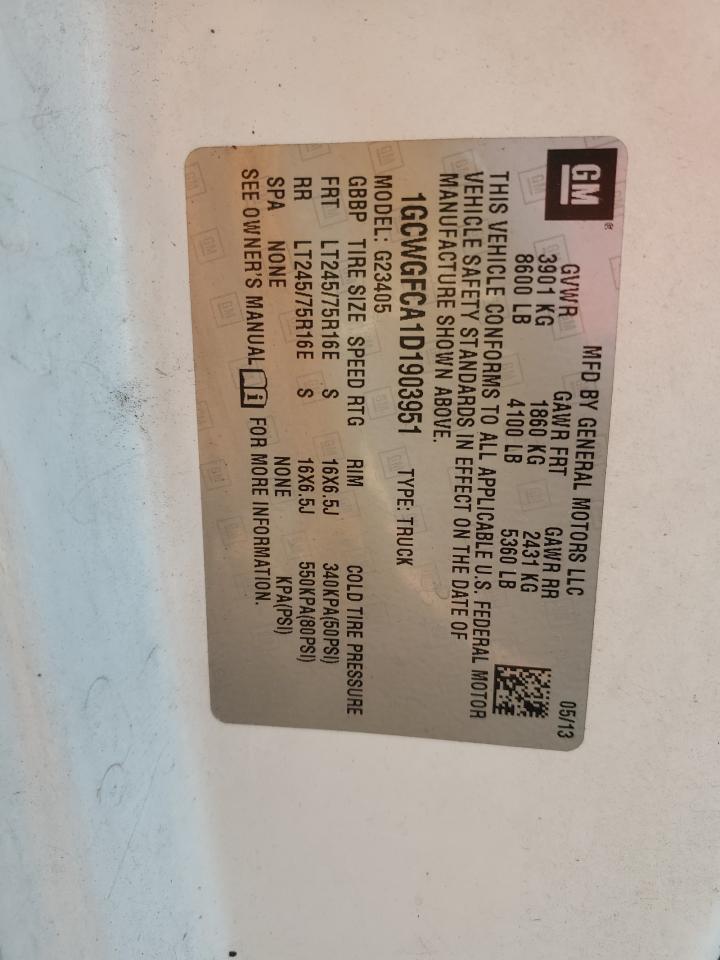 GM
MFD BY GENERAL MOTORS LLC 05/13
GVWR GAWR FRT GAWR RR
3901 KG 1860 KG 2431 KG
8600 LB 4100 LB 5360 LB
THIS VEHICLE CONFORMS TO ALL APPLICABLE U.S. FEDERAL MOTOR
VEHICLE SAFETY STANDARDS IN EFFECT ON THE DATE OF
MANUFACTURE SHOWN ABOVE.
1GCWGFCA1D1903951 TYPE: TRUCK
MODEL: G23405
GBBP TIRE SIZE SPEED RTG RIM COLD TIRE PRESSURE
FRT LT245/75R16E S 16X6.5J 340KPA(50PSI)
RR LT245/75R16E S 16X6.5J 550KPA(80PSI)
SPA NONE NONE KPA(PSI)
SEE OWNER'S MANUAL FOR MORE INFORMATION.